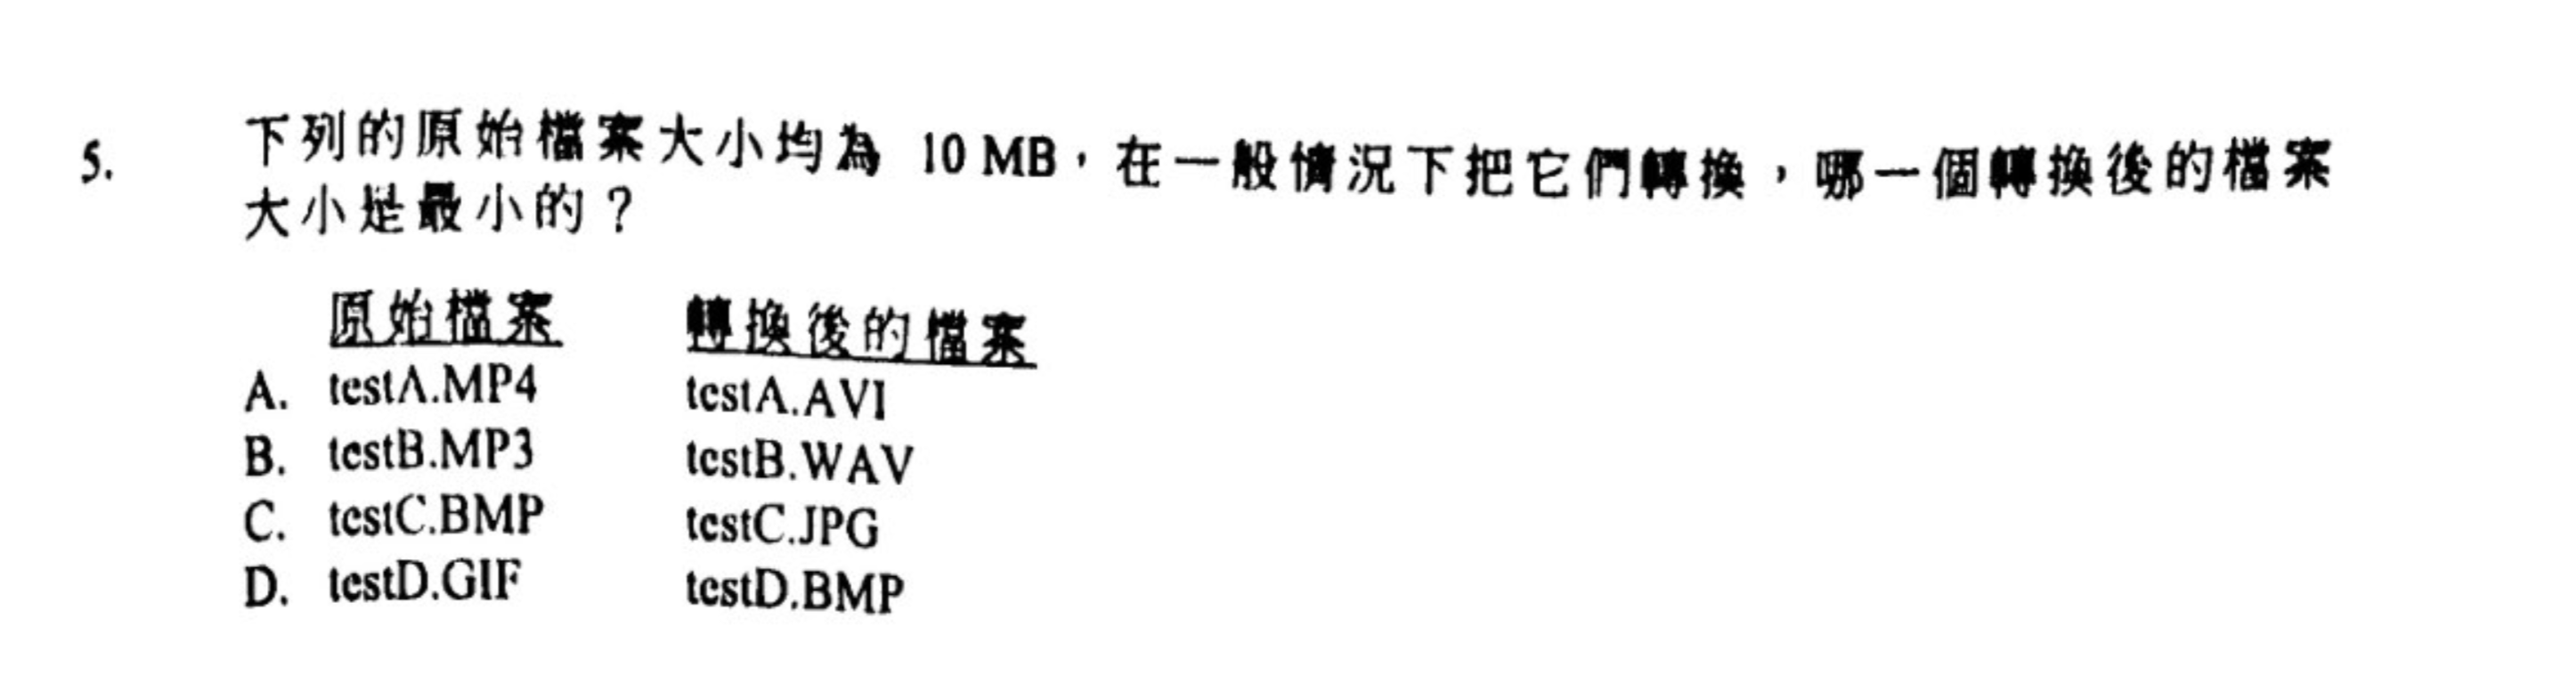 5. 下列的原始檔案大小均為 10 MB，在一般情況下把它們轉換，哪一個轉換後的檔案
大小是最小的？
原始檔案 轉換後的檔案
A. testA.MP4 testA.AVI
B. testB.MP3 testB.WAV
C. testC.BMP testC.JPG
D. testD.GIF testD.BMP